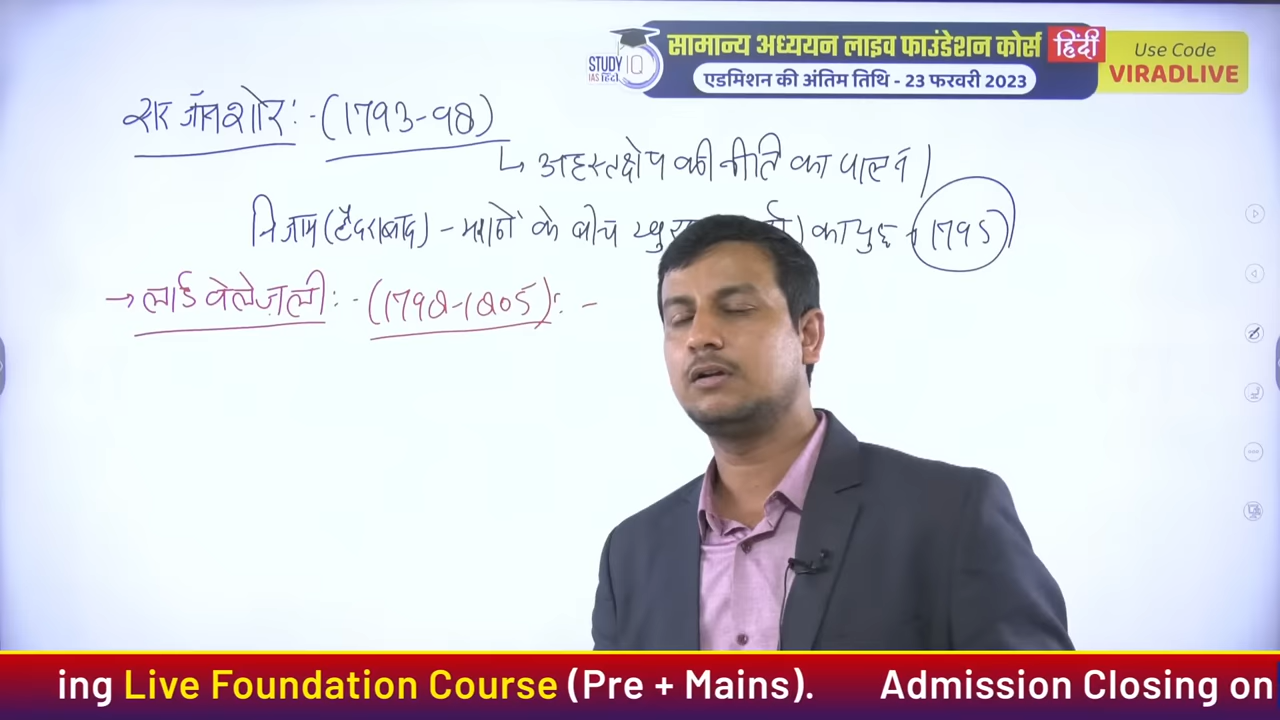 STUDY IQ
IAS हिंदी
सामान्य अध्ययन लाइव फाउंडेशन कोर्स हिंदी
एडमिशन की अंतिम तिथि - 23 फरवरी 2023
Use Code
VIRADLIVE
सर जॉन शोर :- (1793-98)
↳ अहस्तक्षेप की नीति का पालन।
निजाम (हैदराबाद) - मराठों के बीच का युद्ध - 1795
→ लार्ड वेलेजली :- (1798-1805) : -
ing Live Foundation Course (Pre + Mains). Admission Closing on